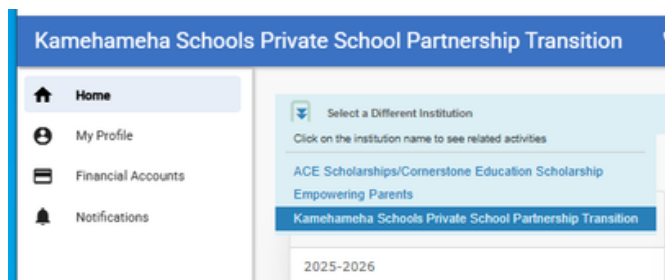 Kamehameha Schools Private School Partnership Transition
Home
My Profile
Financial Accounts
Notifications
Select a Different Institution
Click on the institution name to see related activities
ACE Scholarships/Cornerstone Education Scholarship
Empowering Parents
Kamehameha Schools Private School Partnership Transition
2025-2026